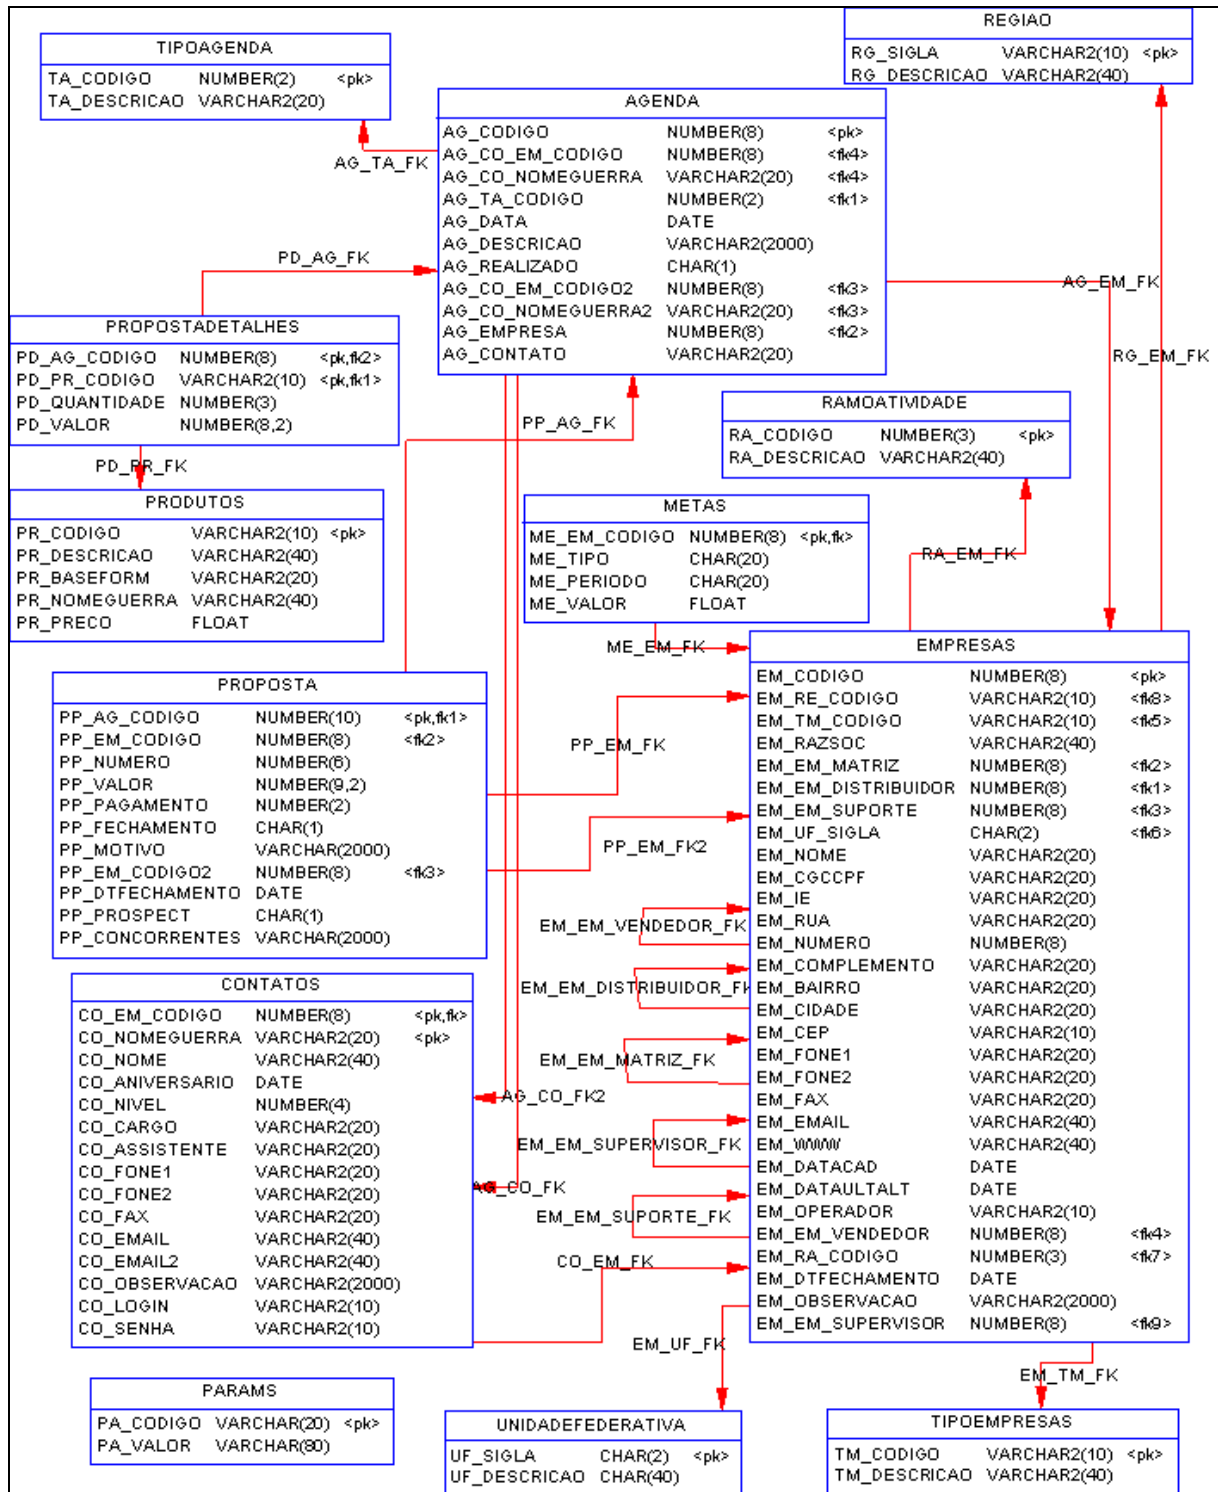 TIPOAGENDA
TA_CODIGO NUMBER(2) <pk>
TA_DESCRICAO VARCHAR2(20)
REGIAO
RG_SIGLA VARCHAR2(10) <pk>
RG_DESCRICAO VARCHAR2(40)
AGENDA
AG_CODIGO NUMBER(8) <pk>
AG_CO_EM_CODIGO NUMBER(8) <fk4>
AG_CO_NOMEGUERRA VARCHAR2(20) <fk4>
AG_TA_CODIGO NUMBER(2) <fk1>
AG_DATA DATE
AG_DESCRICAO VARCHAR2(2000)
AG_REALIZADO CHAR(1)
AG_CO_EM_CODIGO2 NUMBER(8) <fk3>
AG_CO_NOMEGUERRA2 VARCHAR2(20) <fk3>
AG_EMPRESA NUMBER(8) <fk2>
AG_CONTATO VARCHAR2(20)
AG_TA_FK
PD_AG_FK
AG_EM_FK
RG_EM_FK
PROPOSTADETALHES
PD_AG_CODIGO NUMBER(8) <pk,fk2>
PD_PR_CODIGO VARCHAR2(10) <pk,fk1>
PD_QUANTIDADE NUMBER(3)
PD_VALOR NUMBER(8,2)
PD_PR_FK
PP_AG_FK
RAMOATIVIDADE
RA_CODIGO NUMBER(3) <pk>
RA_DESCRICAO VARCHAR2(40)
PRODUTOS
PR_CODIGO VARCHAR2(10) <pk>
PR_DESCRICAO VARCHAR2(40)
PR_BASEFORM VARCHAR2(20)
PR_NOMEGUERRA VARCHAR2(40)
PR_PRECO FLOAT
METAS
ME_EM_CODIGO NUMBER(8) <pk,fk>
ME_TIPO CHAR(20)
ME_PERIODO CHAR(20)
ME_VALOR FLOAT
RA_EM_FK
ME_EM_FK
PROPOSTA
PP_AG_CODIGO NUMBER(10) <pk,fk1>
PP_EM_CODIGO NUMBER(8) <fk2>
PP_NUMERO NUMBER(6)
PP_VALOR NUMBER(9,2)
PP_PAGAMENTO NUMBER(2)
PP_FECHAMENTO CHAR(1)
PP_MOTIVO VARCHAR(2000)
PP_EM_CODIGO2 NUMBER(8) <fk3>
PP_DTFECHAMENTO DATE
PP_PROSPECT CHAR(1)
PP_CONCORRENTES VARCHAR(2000)
PP_EM_FK
PP_EM_FK2
EMPRESAS
EM_CODIGO NUMBER(8) <pk>
EM_RE_CODIGO VARCHAR2(10) <fk8>
EM_TM_CODIGO VARCHAR2(10) <fk5>
EM_RAZSOC VARCHAR2(40)
EM_EM_MATRIZ NUMBER(8) <fk2>
EM_EM_DISTRIBUIDOR NUMBER(8) <fk1>
EM_EM_SUPORTE NUMBER(8) <fk3>
EM_UF_SIGLA CHAR(2) <fk6>
EM_NOME VARCHAR2(20)
EM_CGCCPF VARCHAR2(20)
EM_IE VARCHAR2(20)
EM_RUA VARCHAR2(20)
EM_NUMERO NUMBER(8)
EM_COMPLEMENTO VARCHAR2(20)
EM_BAIRRO VARCHAR2(20)
EM_CIDADE VARCHAR2(20)
EM_CEP VARCHAR2(10)
EM_FONE1 VARCHAR2(20)
EM_FONE2 VARCHAR2(20)
EM_FAX VARCHAR2(20)
EM_EMAIL VARCHAR2(40)
EM_WWW VARCHAR2(40)
EM_DATACAD DATE
EM_DATAULTALT DATE
EM_OPERADOR VARCHAR2(10)
EM_EM_VENDEDOR NUMBER(8) <fk4>
EM_RA_CODIGO NUMBER(3) <fk7>
EM_DTFECHAMENTO DATE
EM_OBSERVACAO VARCHAR2(2000)
EM_EM_SUPERVISOR NUMBER(8) <fk9>
EM_EM_VENDEDOR_FK
EM_EM_DISTRIBUIDOR_FK
EM_EM_MATRIZ_FK
AG_CO_FK2
EM_EM_SUPERVISOR_FK
AG_CO_FK
EM_EM_SUPORTE_FK
CO_EM_FK
CONTATOS
CO_EM_CODIGO NUMBER(8) <pk,fk>
CO_NOMEGUERRA VARCHAR2(20) <pk>
CO_NOME VARCHAR2(40)
CO_ANIVERSARIO DATE
CO_NIVEL NUMBER(4)
CO_CARGO VARCHAR2(20)
CO_ASSISTENTE VARCHAR2(20)
CO_FONE1 VARCHAR2(20)
CO_FONE2 VARCHAR2(20)
CO_FAX VARCHAR2(20)
CO_EMAIL VARCHAR2(40)
CO_EMAIL2 VARCHAR2(40)
CO_OBSERVACAO VARCHAR2(2000)
CO_LOGIN VARCHAR2(10)
CO_SENHA VARCHAR2(10)
EM_UF_FK
EM_TM_FK
PARAMS
PA_CODIGO VARCHAR(20) <pk>
PA_VALOR VARCHAR(80)
UNIDADEFEDERATIVA
UF_SIGLA CHAR(2) <pk>
UF_DESCRICAO CHAR(40)
TIPOEMPRESAS
TM_CODIGO VARCHAR2(10) <pk>
TM_DESCRICAO VARCHAR2(40)